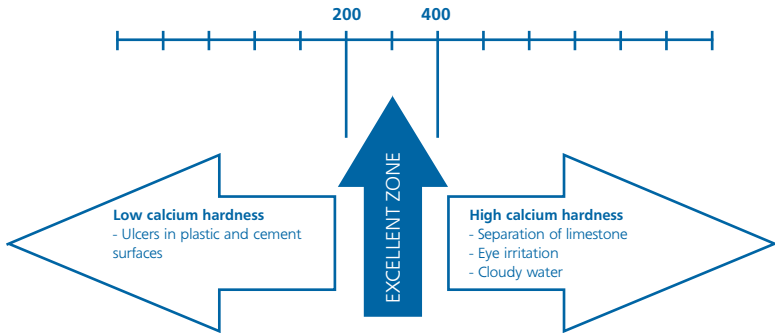 200
400
EXCELLENT ZONE
Low calcium hardness
- Ulcers in plastic and cement
surfaces
High calcium hardness
- Separation of limestone
- Eye irritation
- Cloudy water